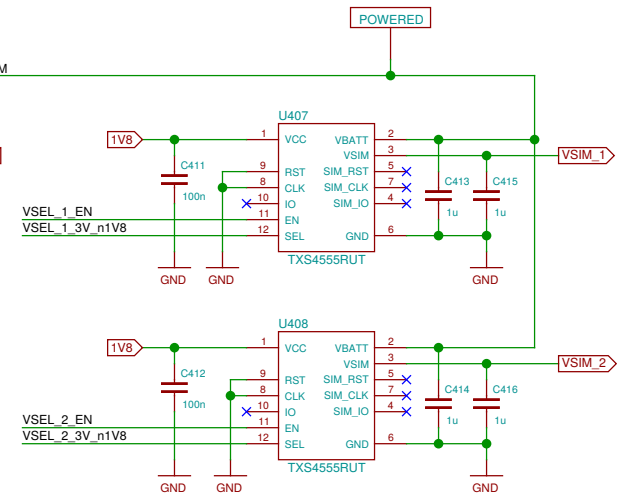 POWERED
M
U407
1V8
1
VCC
VBATT
2
VSIM
3
VSIM_1
C411
100n
9
RST
SIM_RST
5
8
CLK
SIM_CLK
7
10
IO
SIM_IO
4
C413
1u
C415
1u
VSEL_1_EN
11
EN
VSEL_1_3V_n1V8
12
SEL
GND
6
TXS4555RUT
GND
GND
GND
U408
1V8
1
VCC
VBATT
2
VSIM
3
VSIM_2
C412
100n
9
RST
SIM_RST
5
8
CLK
SIM_CLK
7
10
IO
SIM_IO
4
C414
1u
C416
1u
VSEL_2_EN
11
EN
VSEL_2_3V_n1V8
12
SEL
GND
6
TXS4555RUT
GND
GND
GND